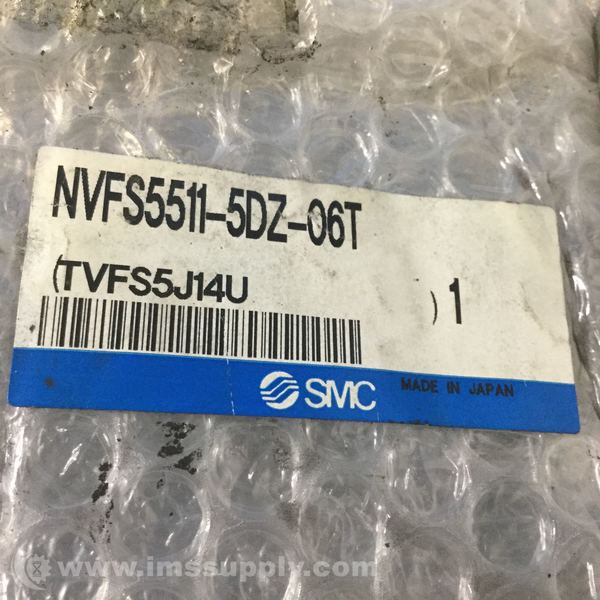 NVFS5511-5DZ-06T
(TVFS5J14U ) 1
SMC MADE IN JAPAN
www.imssupply.com